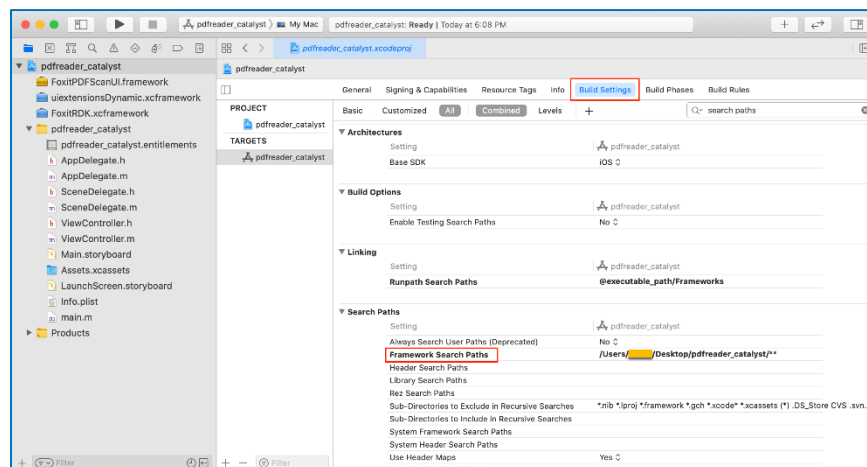 pdfreader_catalyst
My Mac
pdfreader_catalyst: Ready | Today at 6:08 PM
pdfreader_catalyst.xcodeproj
pdfreader_catalyst
FoxitPDFScanUI.framework
uiextensionsDynamic.xcframework
FoxitRDK.xcframework
pdfreader_catalyst
pdfreader_catalyst.entitlements
AppDelegate.h
AppDelegate.m
SceneDelegate.h
SceneDelegate.m
ViewController.h
ViewController.m
Main.storyboard
Assets.xcassets
LaunchScreen.storyboard
Info.plist
main.m
Products
Filter
pdfreader_catalyst
General Signing & Capabilities Resource Tags Info Build Settings Build Phases Build Rules
PROJECT
pdfreader_catalyst
TARGETS
pdfreader_catalyst
Filter
Basic Customized All Combined Levels + search paths
Architectures
Setting pdfreader_catalyst
Base SDK iOS
Build Options
Setting pdfreader_catalyst
Enable Testing Search Paths No
Linking
Setting pdfreader_catalyst
Runpath Search Paths @executable_path/Frameworks
Search Paths
Setting pdfreader_catalyst
Always Search User Paths (Deprecated) No
Framework Search Paths /Users/ /Desktop/pdfreader_catalyst/**
Header Search Paths
Library Search Paths
Rez Search Paths
Sub-Directories to Exclude in Recursive Searches *.nib *.lproj *.framework *.gch *.xcode* *.xcassets (*) .DS_Store CVS .svn...
Sub-Directories to Include in Recursive Searches
System Framework Search Paths
System Header Search Paths
Use Header Maps Yes